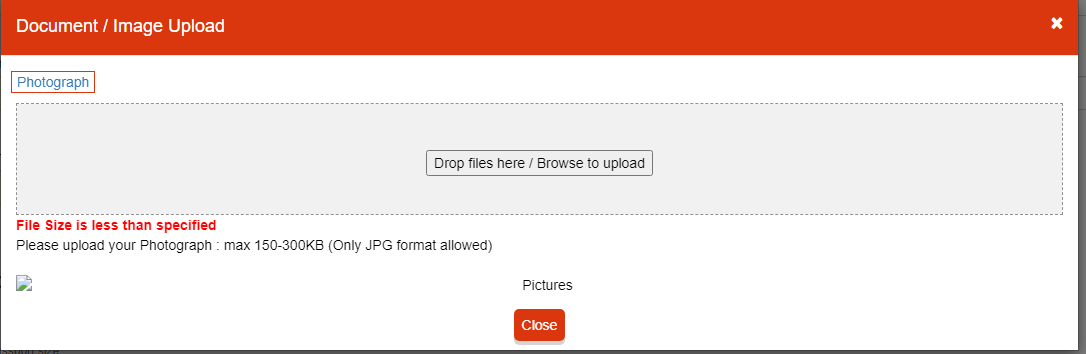 Document / Image Upload
Photograph
Drop files here / Browse to upload
File Size is less than specified
Please upload your Photograph : max 150-300KB (Only JPG format allowed)
Pictures
Close